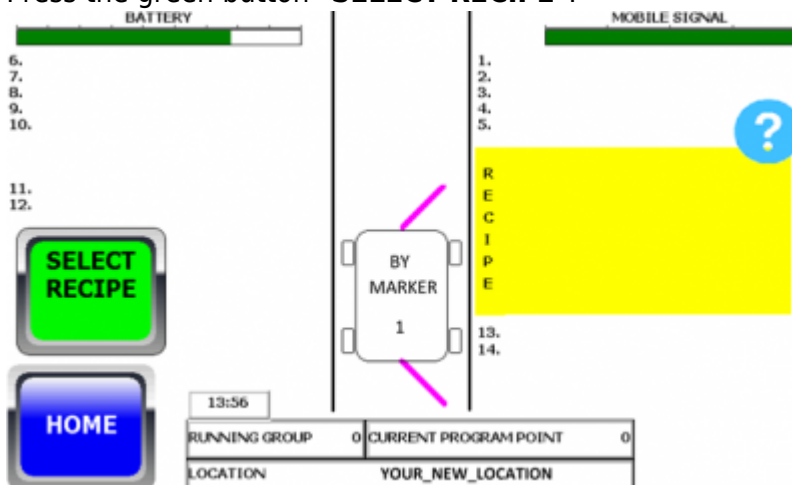 Press the green button "SELECT RECIPE".
BATTERY
MOBILE SIGNAL
6.
7.
8.
9.
10.
11.
12.
1.
2.
3.
4.
5.
?
R
E
C
I
P
E
13.
14.
SELECT
RECIPE
BY
MARKER
1
HOME
13:56
RUNNING GROUP 0 CURRENT PROGRAM POINT 0
LOCATION YOUR_NEW_LOCATION